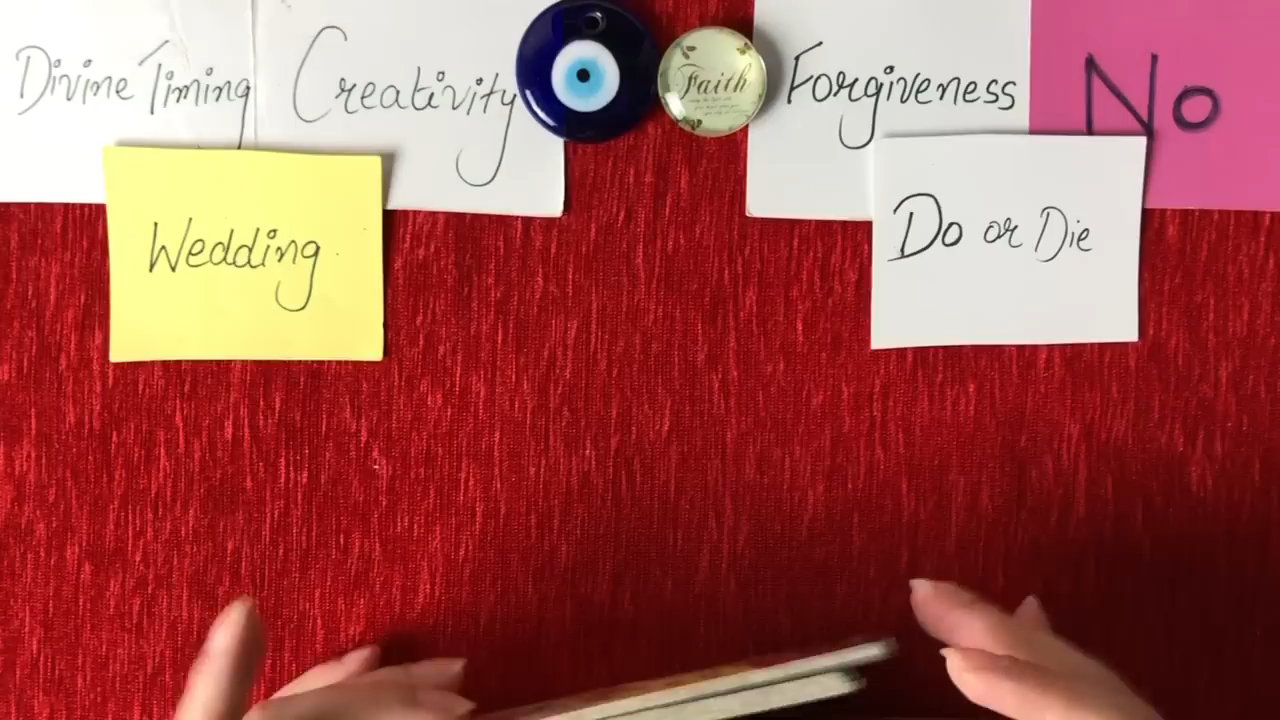 Divine Timing
Creativity
Faith
Forgiveness
No
Wedding
Do or Die